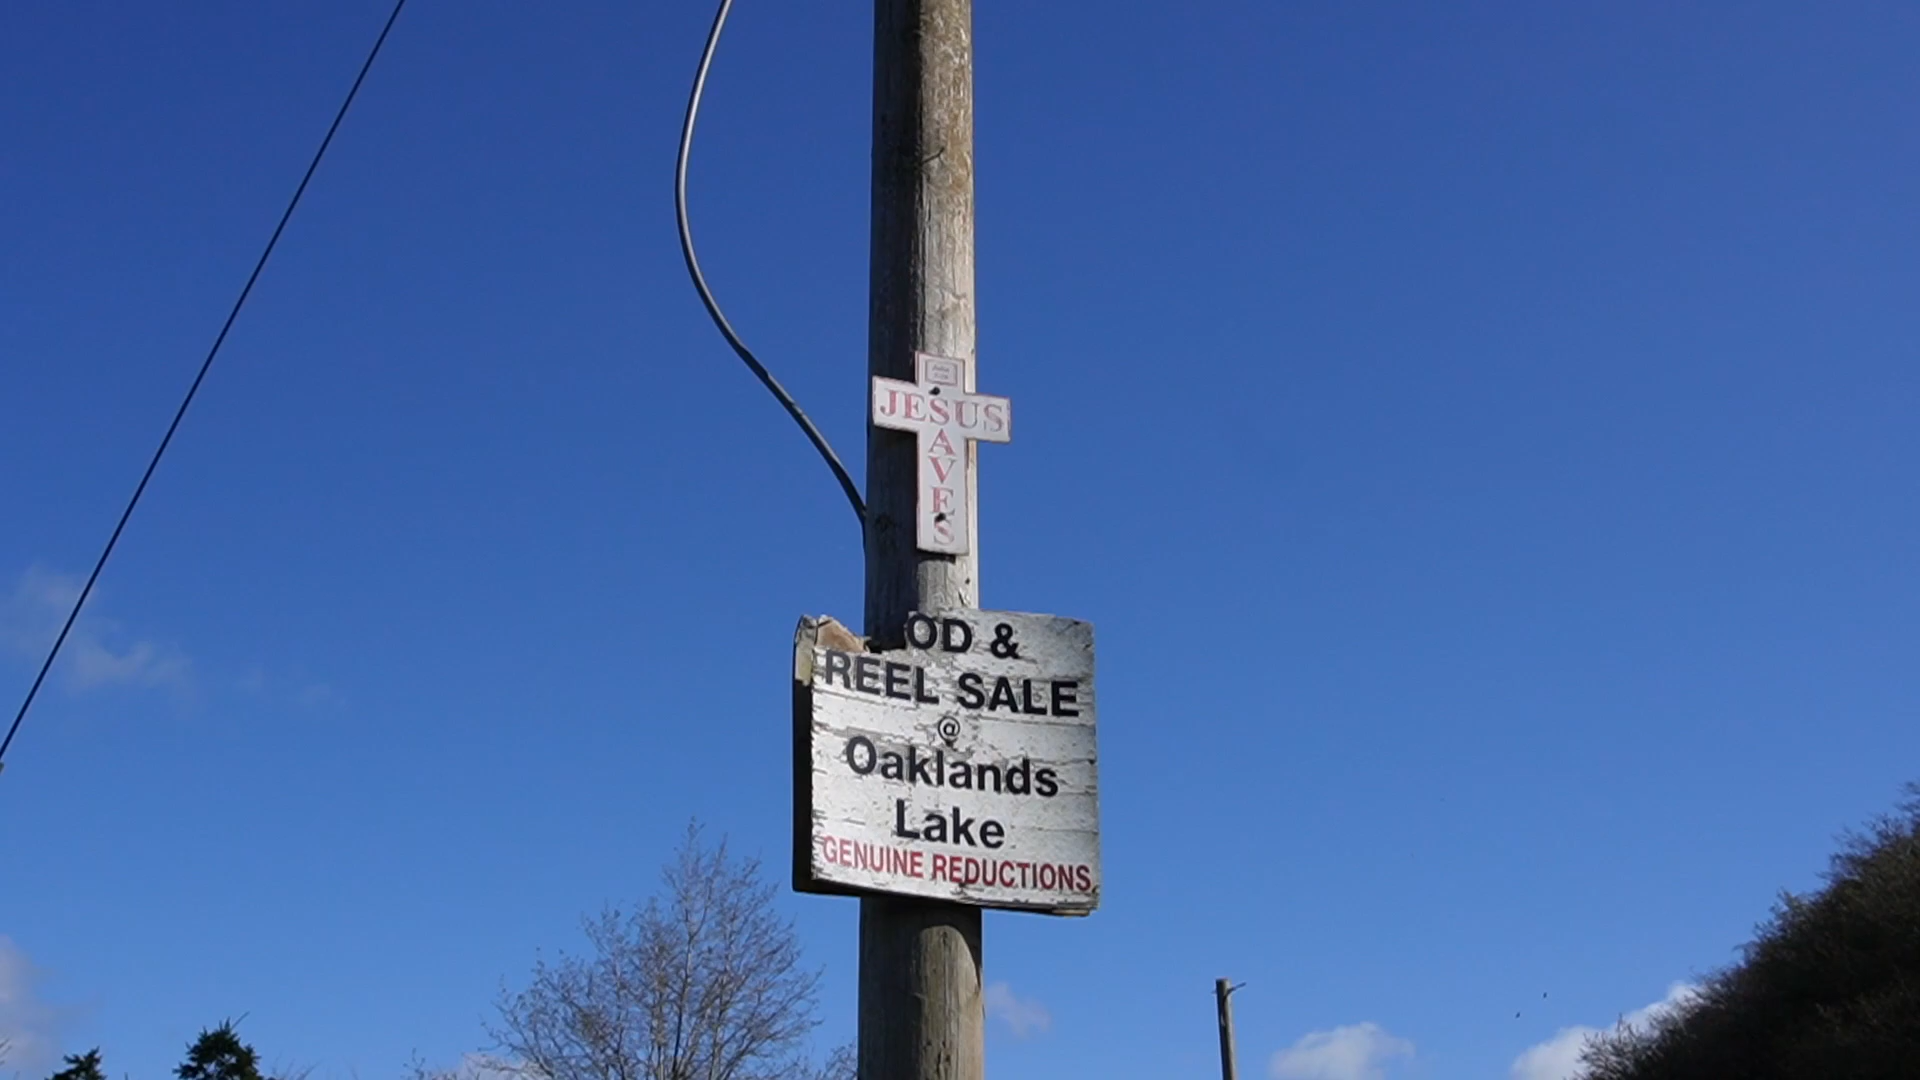 JESUS
SAVES
OD &
REEL SALE
@
Oaklands
Lake
GENUINE REDUCTIONS